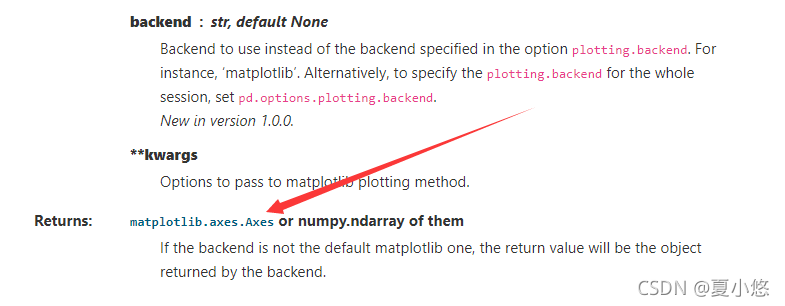 backend : str, default None
Backend to use instead of the backend specified in the option plotting.backend. For
instance, ‘matplotlib’. Alternatively, to specify the plotting.backend for the whole
session, set pd.options.plotting.backend.
New in version 1.0.0.
**kwargs
Options to pass to matplotlib plotting method.
Returns: matplotlib.axes.Axes or numpy.ndarray of them
If the backend is not the default matplotlib one, the return value will be the object
returned by the backend.
CSDN @夏小悠